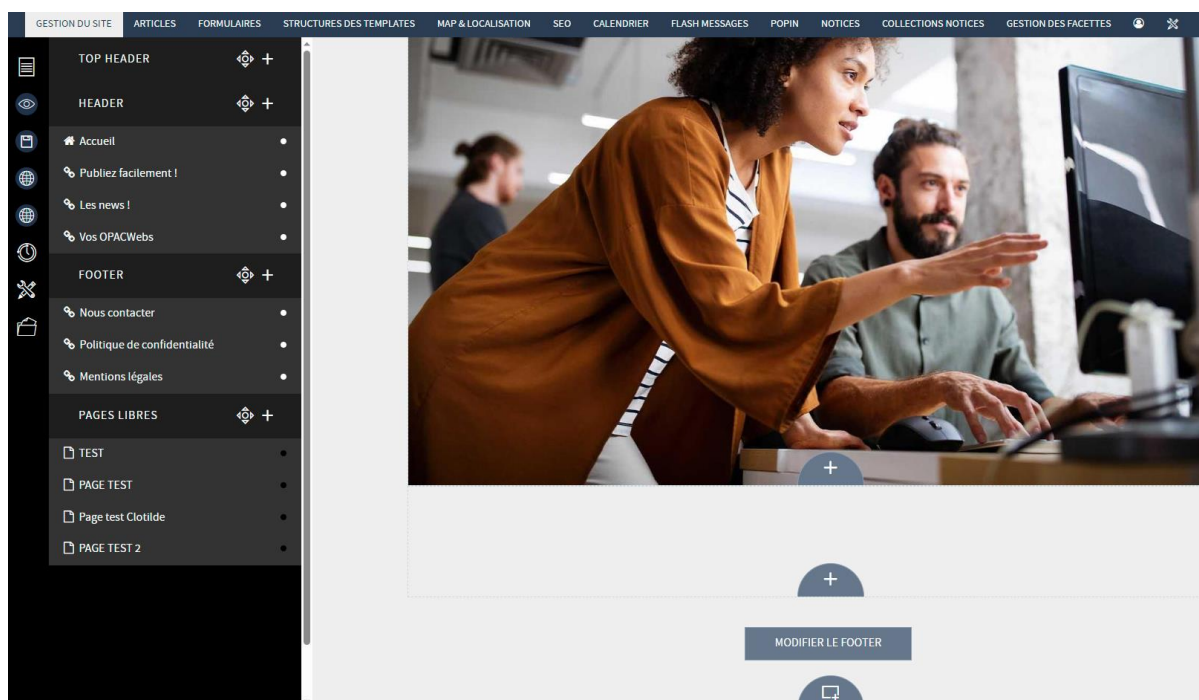 GESTION DU SITE ARTICLES FORMULAIRES STRUCTURES DES TEMPLATES MAP & LOCALISATION SEO CALENDRIER FLASH MESSAGES POPIN NOTICES COLLECTIONS NOTICES GESTION DES FACETTES
TOP HEADER
HEADER
Accueil
Publiez facilement !
Les news !
Vos OPACWebs
FOOTER
Nous contacter
Politique de confidentialité
Mentions légales
PAGES LIBRES
TEST
PAGE TEST
Page test Clotilde
PAGE TEST 2
MODIFIER LE FOOTER